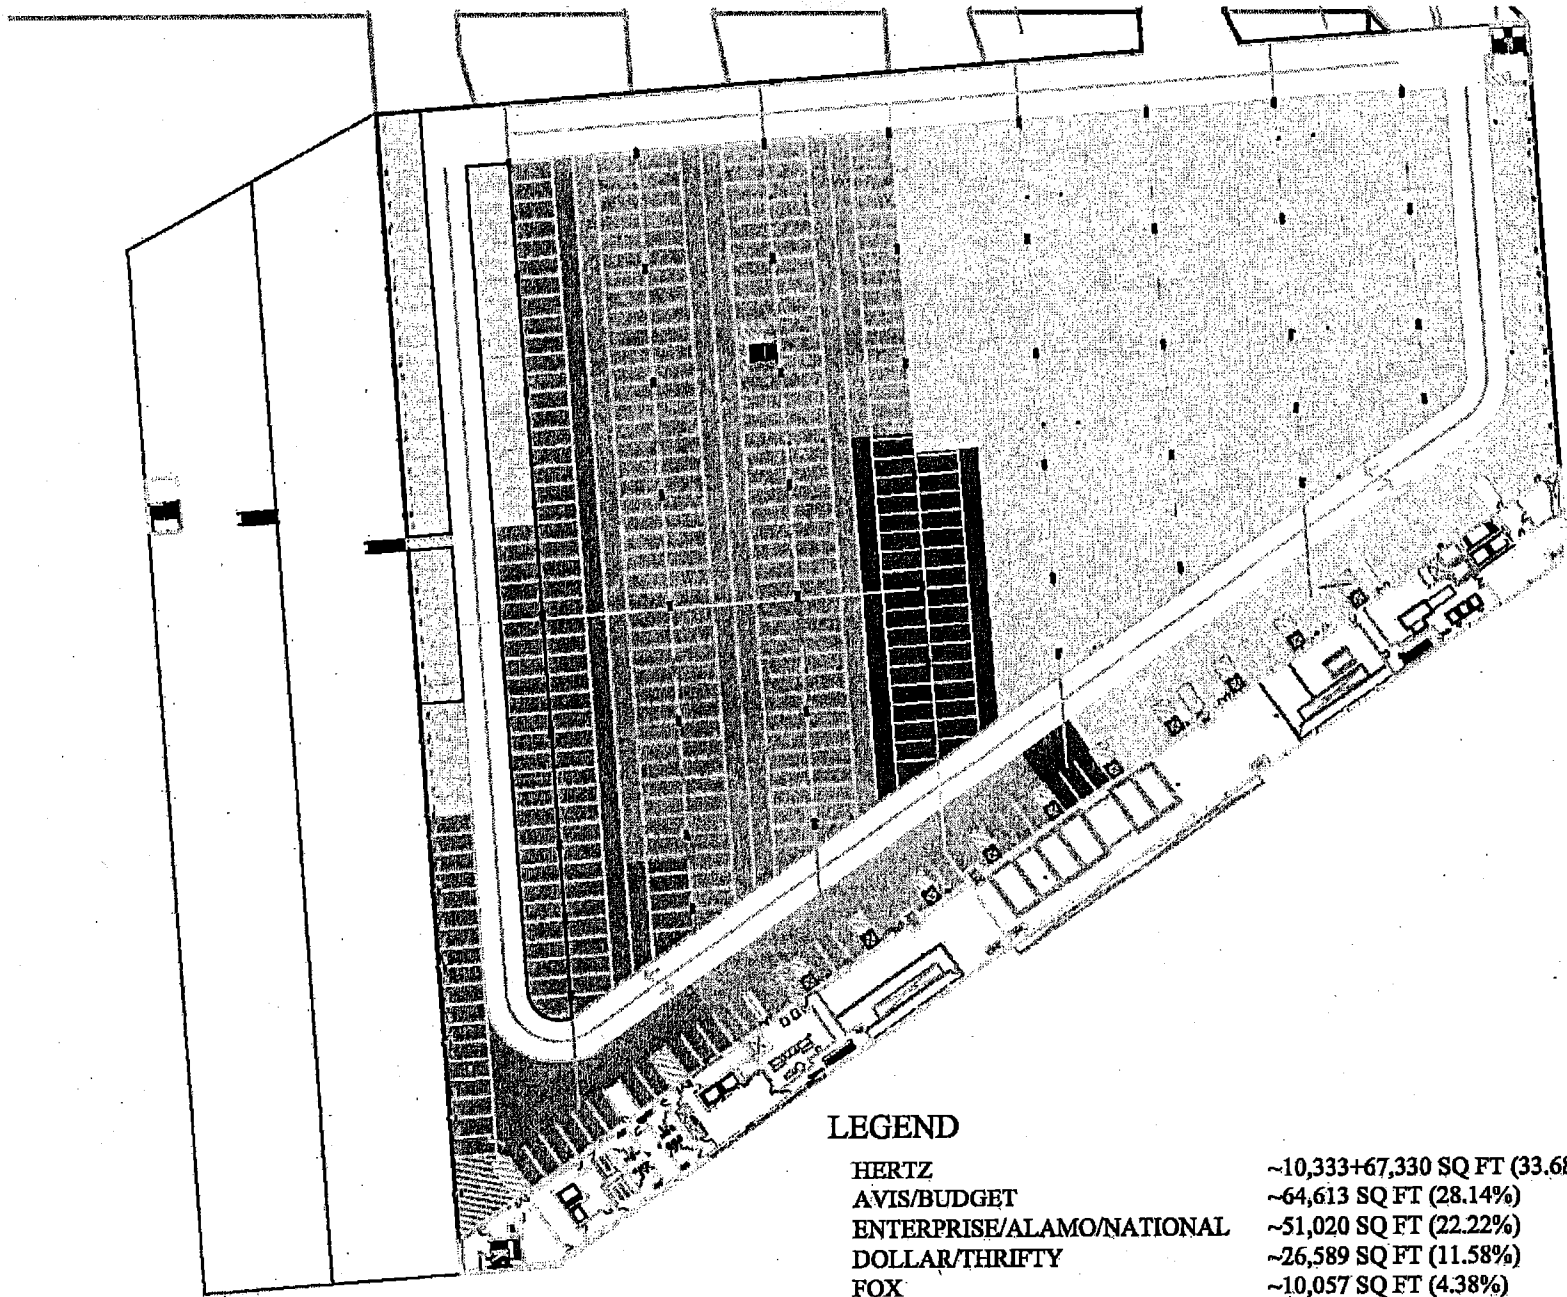 LEGEND
HERTZ ~10,333+67,330 SQ FT (33.68
AVIS/BUDGET ~64,613 SQ FT (28.14%)
ENTERPRISE/ALAMO/NATIONAL ~51,020 SQ FT (22.22%)
DOLLAR/THRIFTY ~26,589 SQ FT (11.58%)
FOX ~10,057 SQ FT (4.38%)